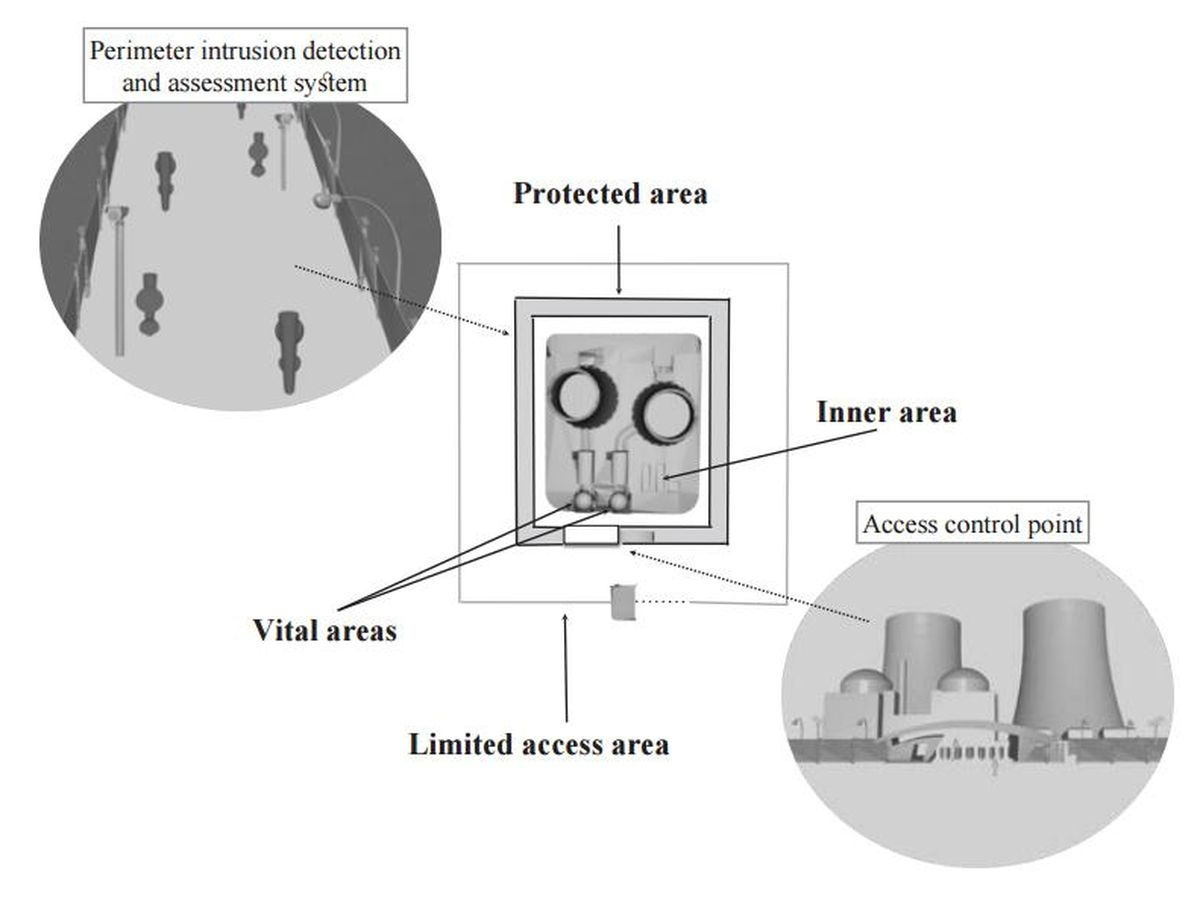 Perimeter intrusion detection
and assessment system
Protected area
Inner area
Access control point
Vital areas
Limited access area